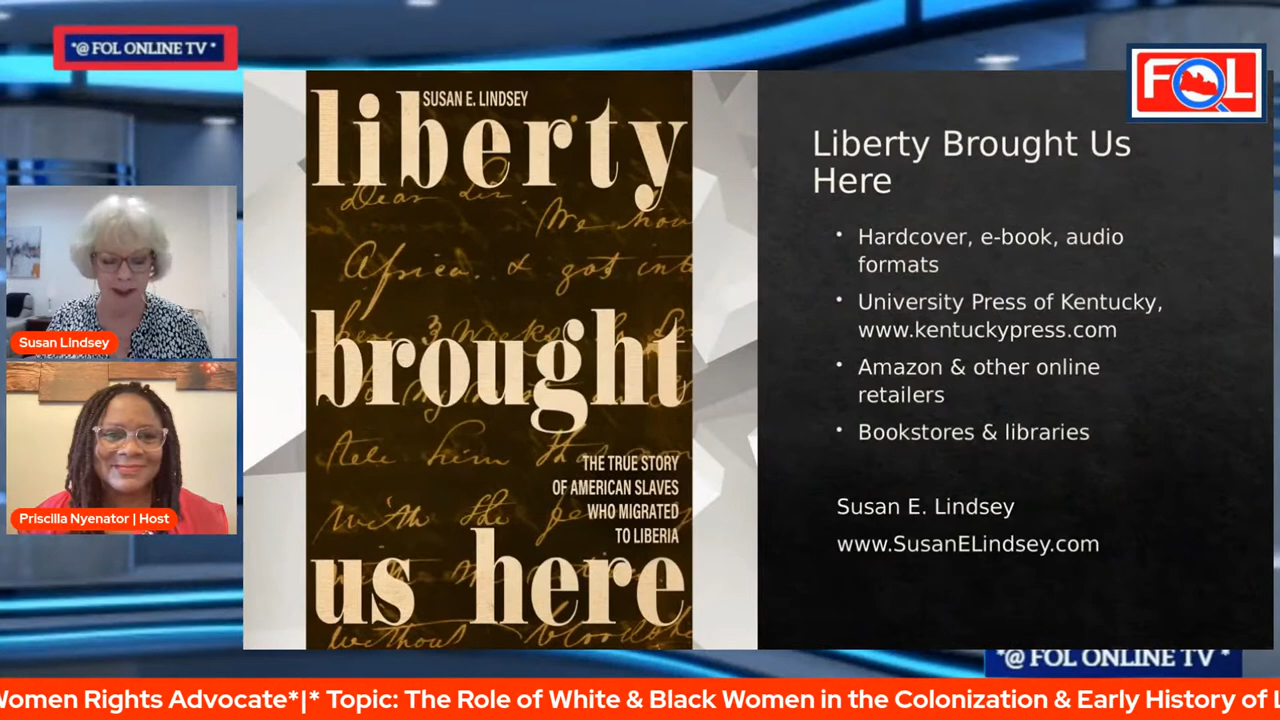 *@ FOL ONLINE TV *
FOL
SUSAN E. LINDSEY
liberty
Dear Sir.
We
Africa. & got
brought
THE TRUE STORY
OF AMERICAN SLAVES
WHO MIGRATED
TO LIBERIA
us here
without
Liberty Brought Us
Here
• Hardcover, e-book, audio
formats
• University Press of Kentucky,
www.kentuckypress.com
• Amazon & other online
retailers
• Bookstores & libraries
Susan E. Lindsey
www.SusanELindsey.com
Susan Lindsey
Priscilla Nyenator | Host
*@ FOL ONLINE TV *
Women Rights Advocate*|* Topic: The Role of White & Black Women in the Colonization & Early History of